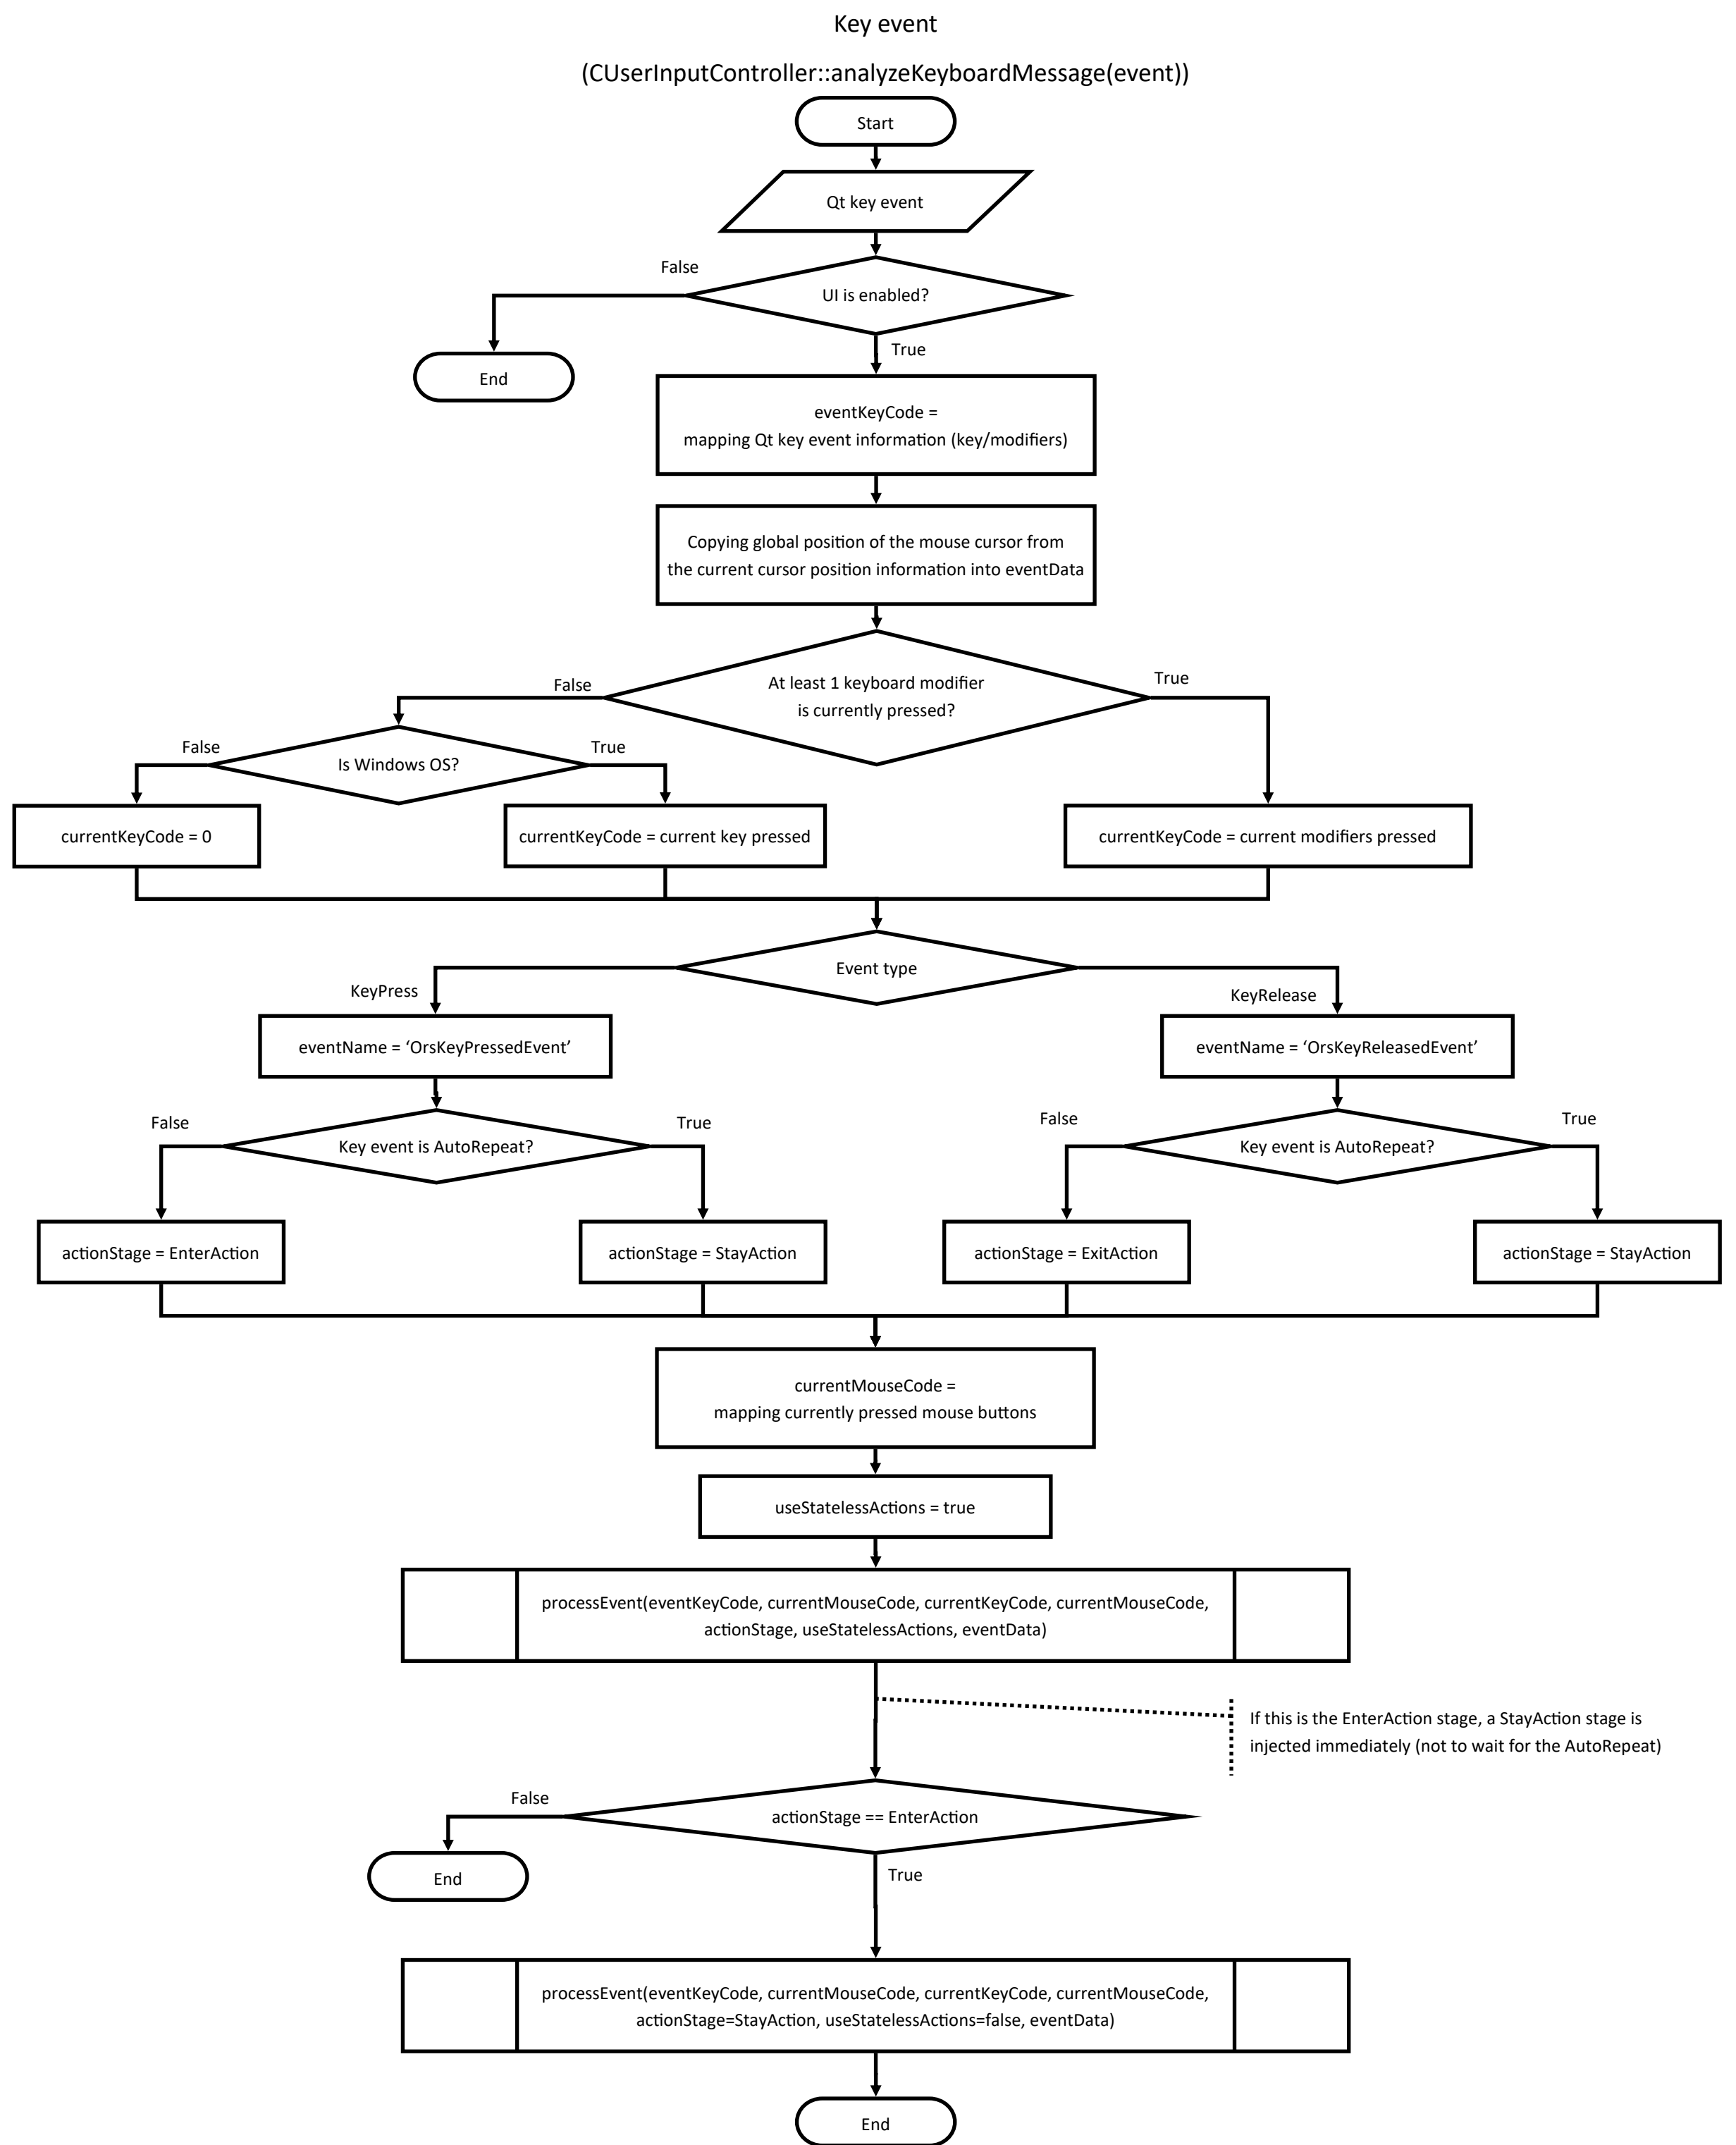 Key event
(CUserInputController::analyzeKeyboardMessage(event))
Start
Qt key event
False
UI is enabled?
True
End
eventKeyCode =
mapping Qt key event information (key/modifiers)
Copying global position of the mouse cursor from
the current cursor position information into eventData
False
At least 1 keyboard modifier
is currently pressed?
True
False
Is Windows OS?
True
currentKeyCode = 0
currentKeyCode = current key pressed
currentKeyCode = current modifiers pressed
Event type
KeyPress
KeyRelease
eventName = ‘OrsKeyPressedEvent’
eventName = ‘OrsKeyReleasedEvent’
False
Key event is AutoRepeat?
True
False
Key event is AutoRepeat?
True
actionStage = EnterAction
actionStage = StayAction
actionStage = ExitAction
actionStage = StayAction
currentMouseCode =
mapping currently pressed mouse buttons
useStatelessActions = true
processEvent(eventKeyCode, currentMouseCode, currentKeyCode, currentMouseCode,
actionStage, useStatelessActions, eventData)
If this is the EnterAction stage, a StayAction stage is
injected immediately (not to wait for the AutoRepeat)
False
actionStage == EnterAction
End
True
processEvent(eventKeyCode, currentMouseCode, currentKeyCode, currentMouseCode,
actionStage=StayAction, useStatelessActions=false, eventData)
End